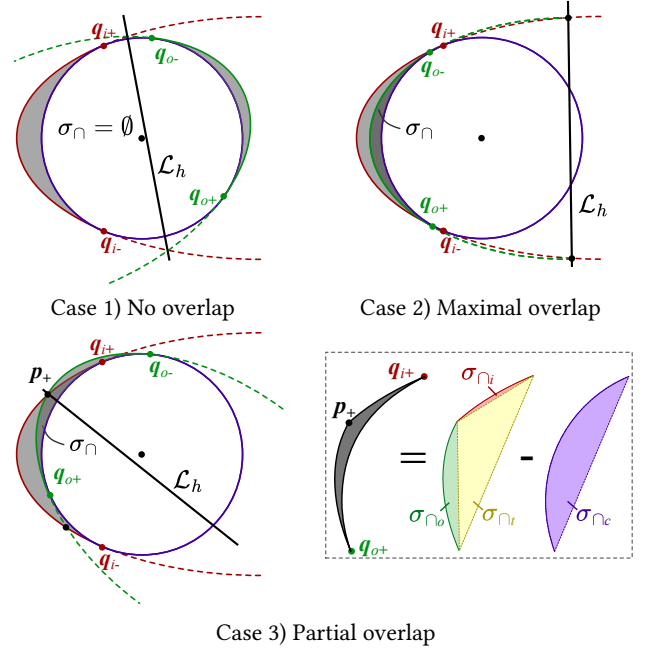 q_{i+}
q_{o-}
σ_∩ = ∅
ℒ_h
q_{o+}
q_{i-}
Case 1) No overlap
q_{i+}
q_{o-}
σ_∩
ℒ_h
q_{o+}
q_{i-}
Case 2) Maximal overlap
q_{i+}
p_+
q_{o-}
σ_∩
ℒ_h
q_{o+}
q_{i-}
q_{i+}
σ_{∩_i}
p_+
=
-
σ_{∩_o}
σ_{∩_t}
σ_{∩_c}
q_{o+}
Case 3) Partial overlap